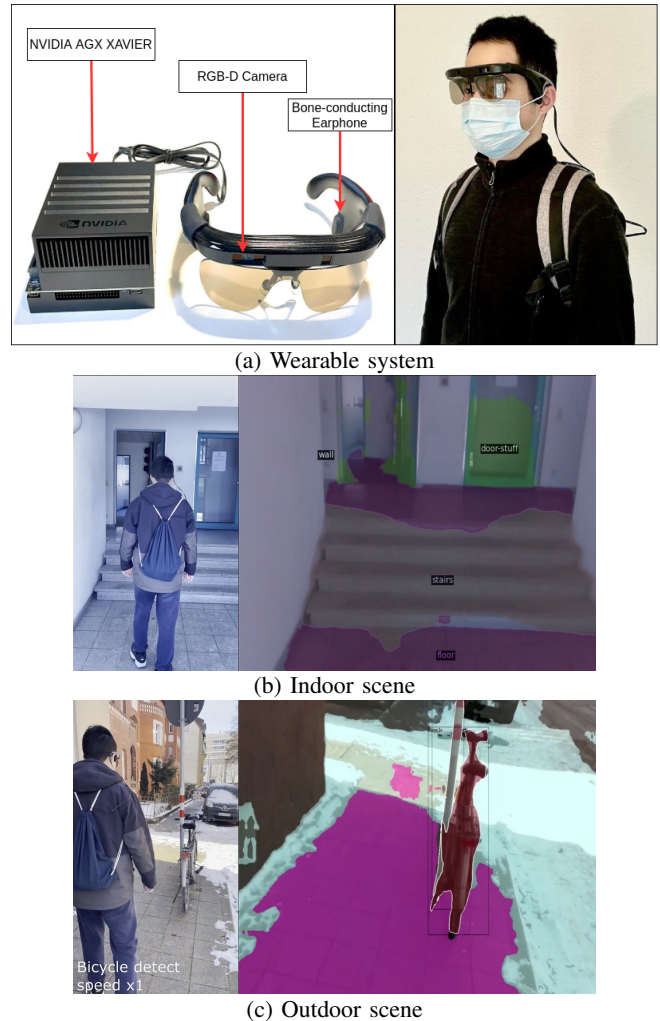 NVIDIA AGX XAVIER
RGB-D Camera
Bone-conducting
Earphone
NVIDIA
(a) Wearable system
wall
door-stuff
stairs
floor
(b) Indoor scene
Bicycle detect
speed x1
(c) Outdoor scene